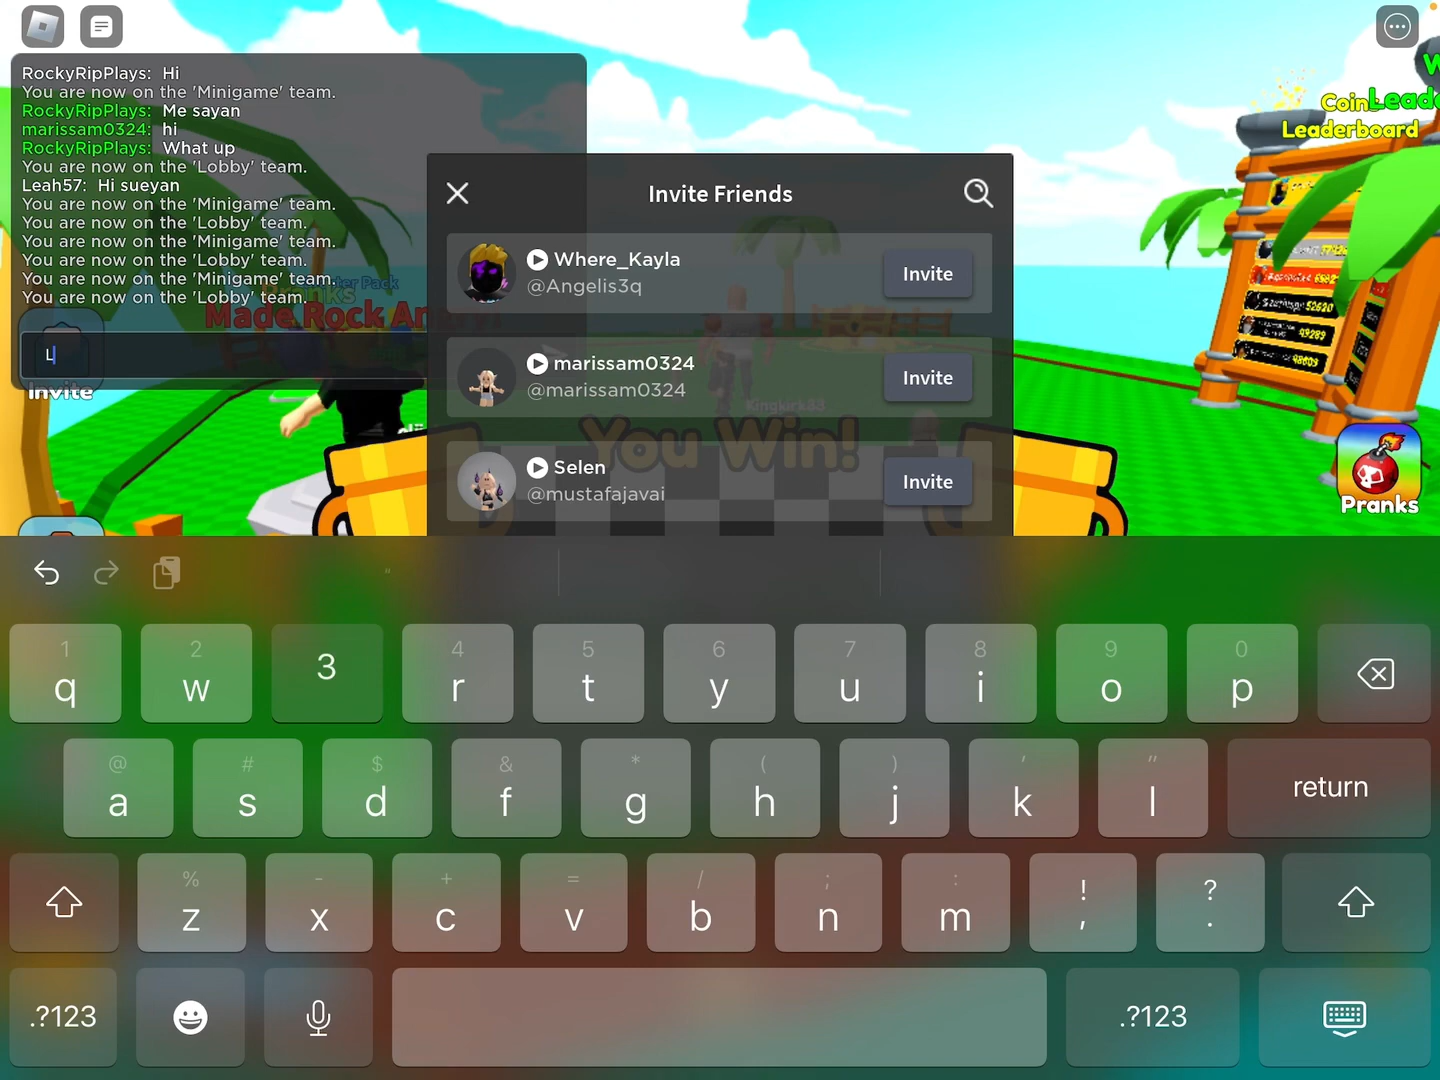 RockyRipPlays: Hi
You are now on the 'Minigame' team.
RockyRipPlays: Me sayan
marissam0324: hi
RockyRipPlays: What up
You are now on the 'Lobby' team.
Leah57: Hi sueyan
You are now on the 'Minigame' team.
You are now on the 'Lobby' team.
You are now on the 'Minigame' team.
You are now on the 'Lobby' team.
You are now on the 'Minigame' team.
You are now on the 'Lobby' team.
Pranks
Made Rock
L
Invite
Invite Friends
Where_Kayla
@Angelis3q
Invite
marissam0324
@marissam0324
Invite
Selen
@mustafajavai
Invite
Kingkirk88
You Win!
Coin
Leaderboard
Pranks
1 2 3 4 5 6 7 8 9 0
q w r t y u i o p
@ # $ & * ( ) ' "
a s d f g h j k l return
% - + = / ; : ! ?
z x c v b n m , .
.?123 .?123